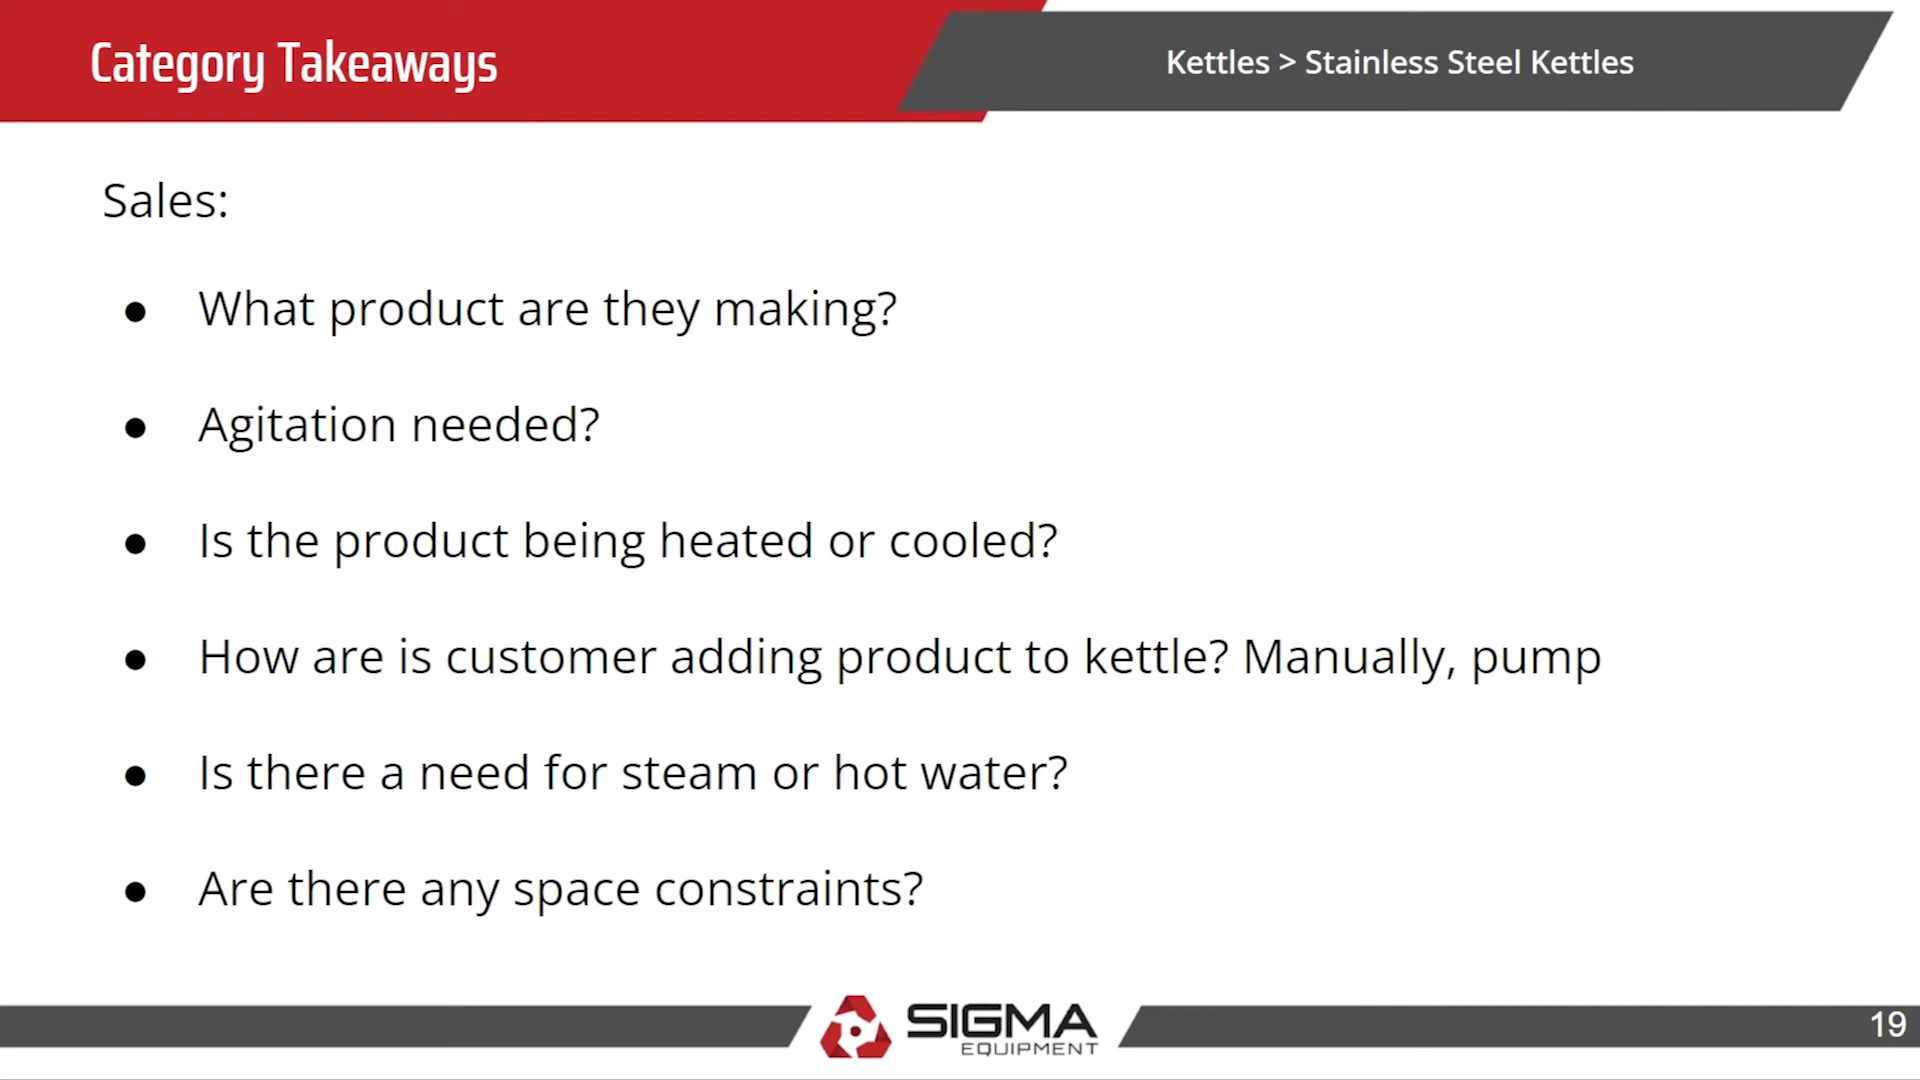 Category Takeaways
Kettles > Stainless Steel Kettles
Sales:
● What product are they making?
● Agitation needed?
● Is the product being heated or cooled?
● How are is customer adding product to kettle? Manually, pump
● Is there a need for steam or hot water?
● Are there any space constraints?
SIGMA
EQUIPMENT
19